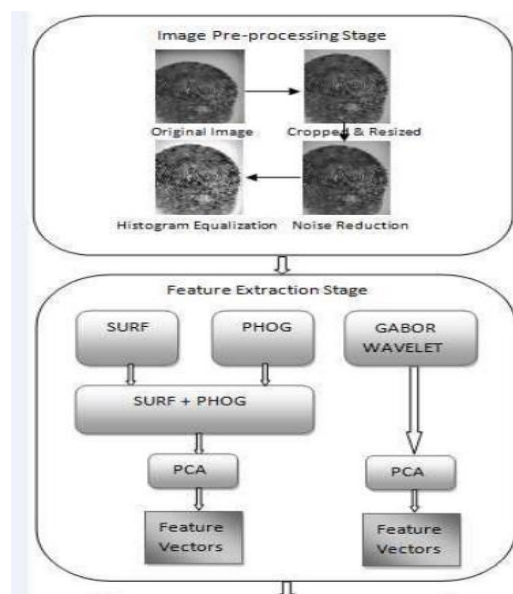 Image Pre-processing Stage
Original Image
Cropped & Resized
Histogram Equalization
Noise Reduction
Feature Extraction Stage
SURF
PHOG
GABOR
WAVELET
SURF + PHOG
PCA
PCA
Feature
Vectors
Feature
Vectors